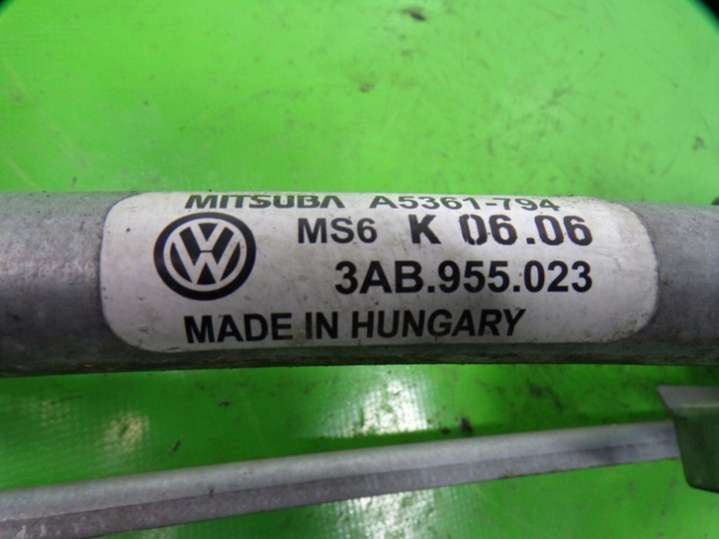 MITSUBA A5361-794
MS6 K 06.06
3AB.955.023
MADE IN HUNGARY